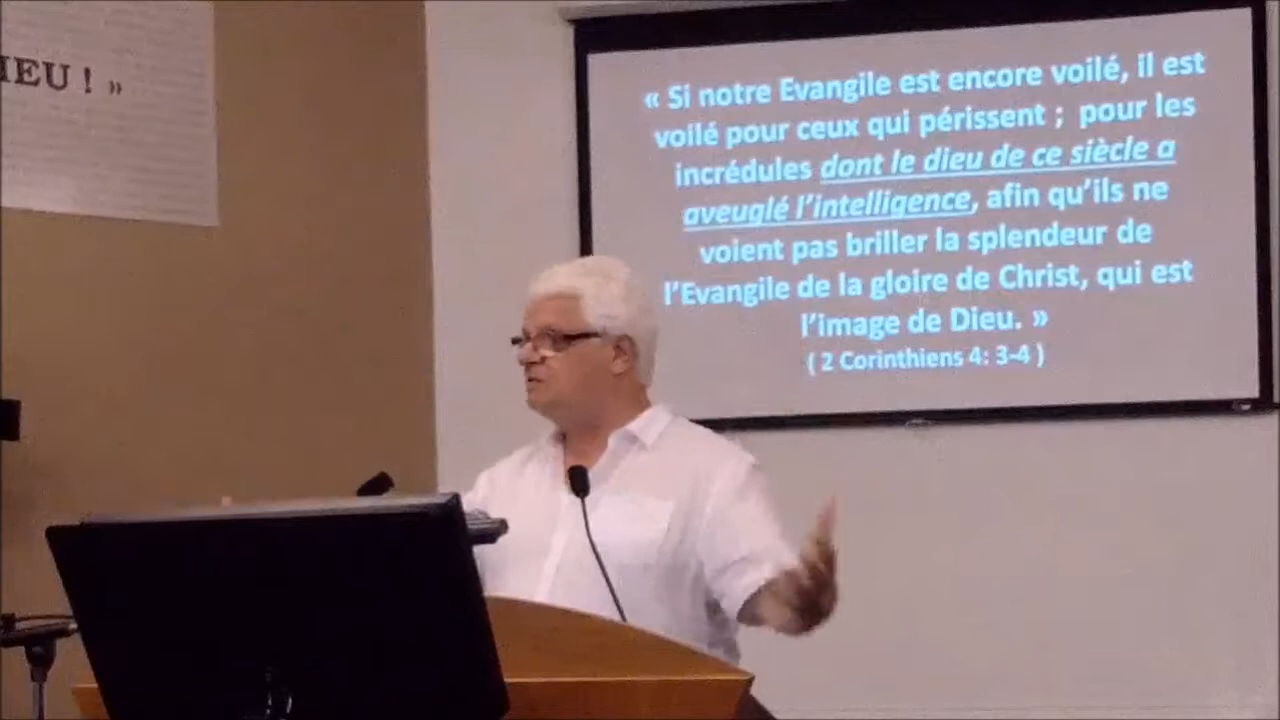 IEU ! »
« Si notre Evangile est encore voilé, il est
voilé pour ceux qui périssent ; pour les
incrédules dont le dieu de ce siècle a
aveuglé l’intelligence, afin qu’ils ne
voient pas briller la splendeur de
l’Evangile de la gloire de Christ, qui est
l’image de Dieu. »
( 2 Corinthiens 4: 3-4 )